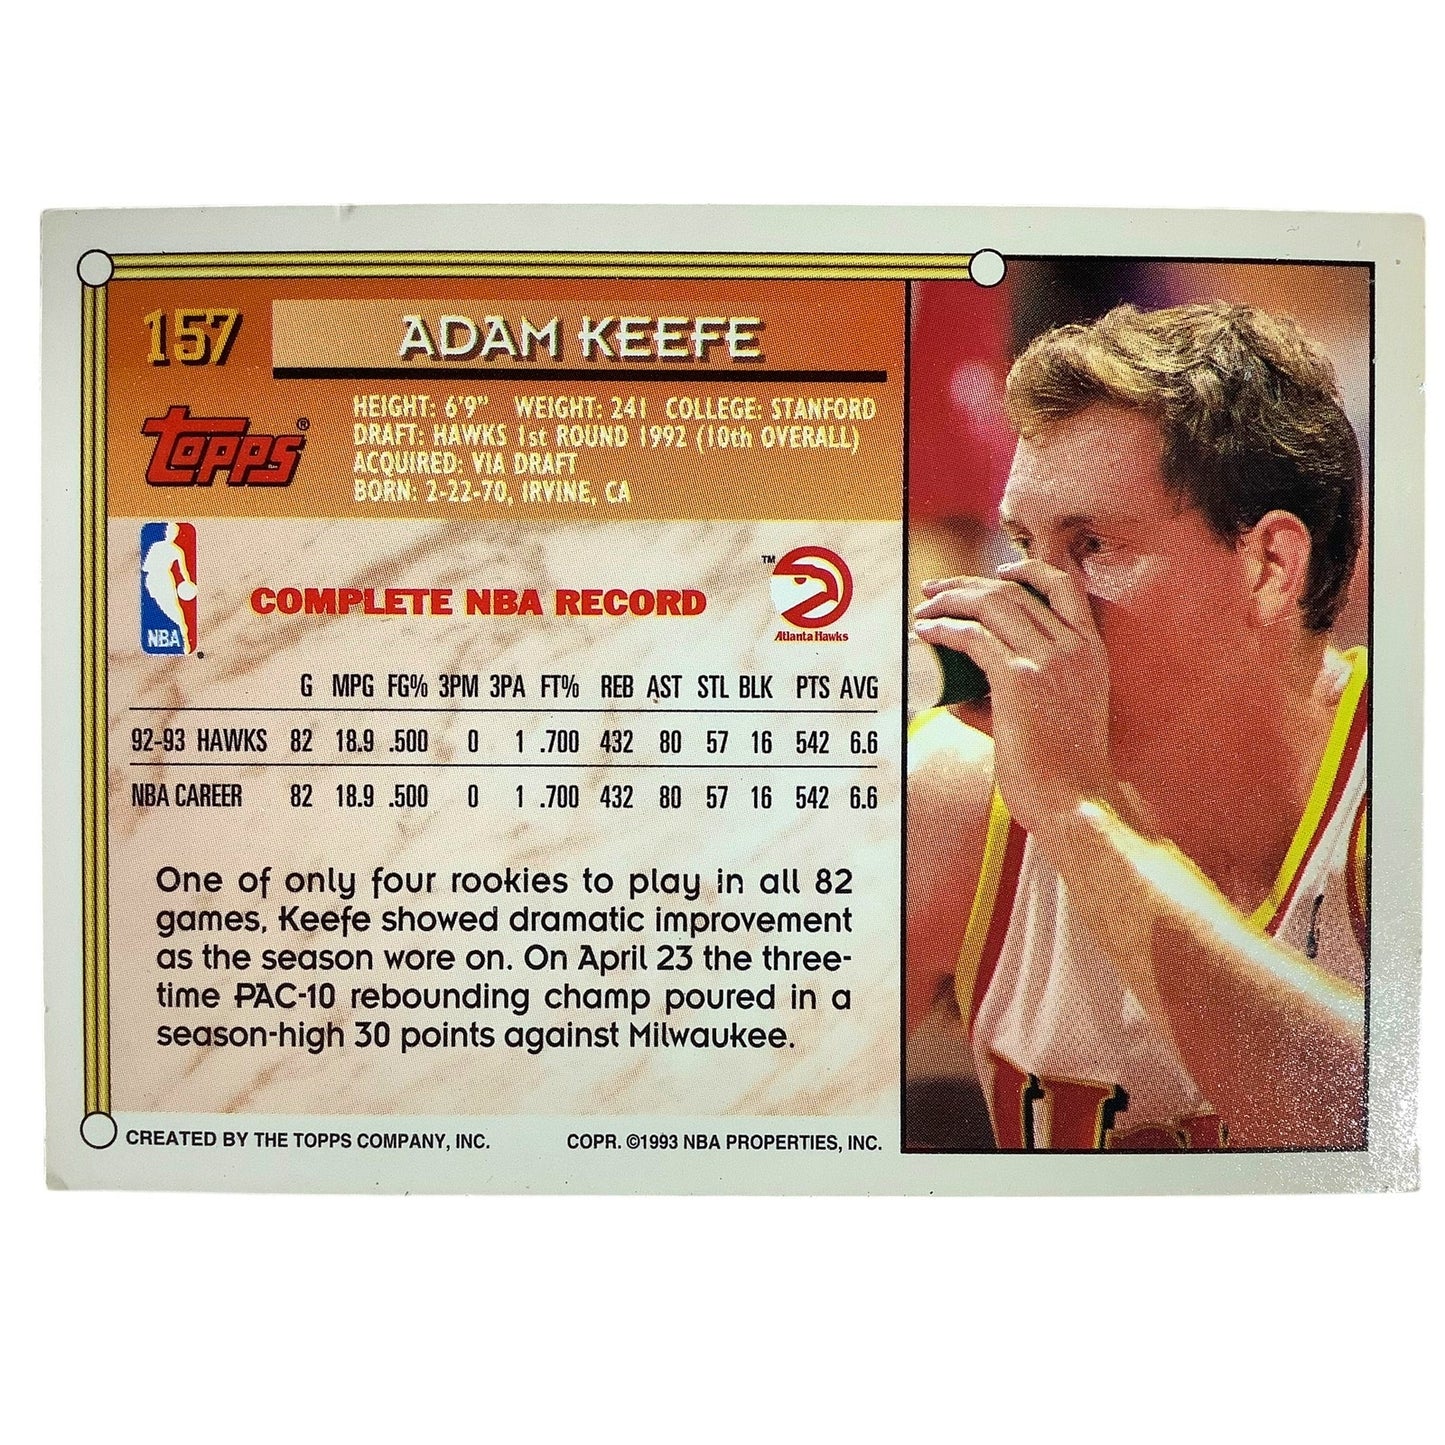 157
ADAM KEEFE
Topps®
HEIGHT: 6'9" WEIGHT: 241 COLLEGE: STANFORD
DRAFT: HAWKS 1st ROUND 1992 (10th OVERALL)
ACQUIRED: VIA DRAFT
BORN: 2-22-70, IRVINE, CA
NBA
COMPLETE NBA RECORD
™
Atlanta Hawks
G MPG FG% 3PM 3PA FT% REB AST STL BLK PTS AVG
92-93 HAWKS 82 18.9 .500 0 1 .700 432 80 57 16 542 6.6
NBA CAREER 82 18.9 .500 0 1 .700 432 80 57 16 542 6.6
One of only four rookies to play in all 82
games, Keefe showed dramatic improvement
as the season wore on. On April 23 the three-
time PAC-10 rebounding champ poured in a
season-high 30 points against Milwaukee.
CREATED BY THE TOPPS COMPANY, INC. COPR. ©1993 NBA PROPERTIES, INC.